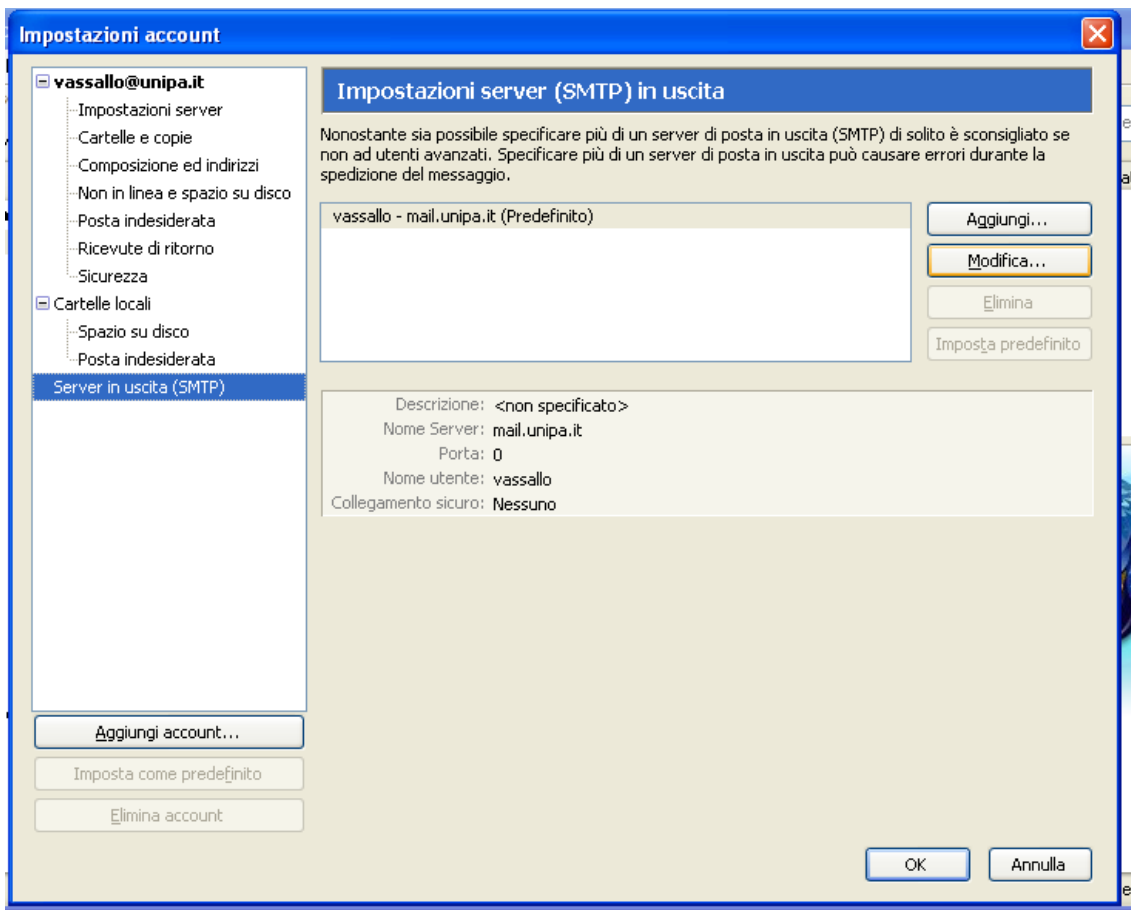 Impostazioni account
vassallo@unipa.it
Impostazioni server
Cartelle e copie
Composizione ed indirizzi
Non in linea e spazio su disco
Posta indesiderata
Ricevute di ritorno
Sicurezza
Cartelle locali
Spazio su disco
Posta indesiderata
Server in uscita (SMTP)
Aggiungi account...
Imposta come predefinito
Elimina account
Impostazioni server (SMTP) in uscita
Nonostante sia possibile specificare più di un server di posta in uscita (SMTP) di solito è sconsigliato se
non ad utenti avanzati. Specificare più di un server di posta in uscita può causare errori durante la
spedizione del messaggio.
vassallo - mail.unipa.it (Predefinito)
Aggiungi...
Modifica...
Elimina
Imposta predefinito
Descrizione: <non specificato>
Nome Server: mail.unipa.it
Porta: 0
Nome utente: vassallo
Collegamento sicuro: Nessuno
OK
Annulla